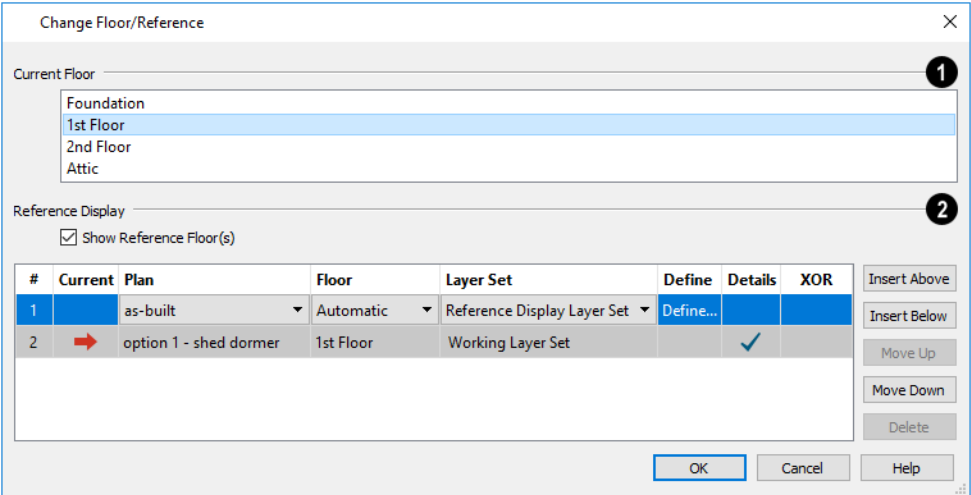 Change Floor/Reference
Current Floor
1
Foundation
1st Floor
2nd Floor
Attic
Reference Display
2
Show Reference Floor(s)
# Current Plan Floor Layer Set Define Details XOR
1 as-built Automatic Reference Display Layer Set Define...
2 option 1 - shed dormer 1st Floor Working Layer Set
Insert Above
Insert Below
Move Up
Move Down
Delete
OK Cancel Help